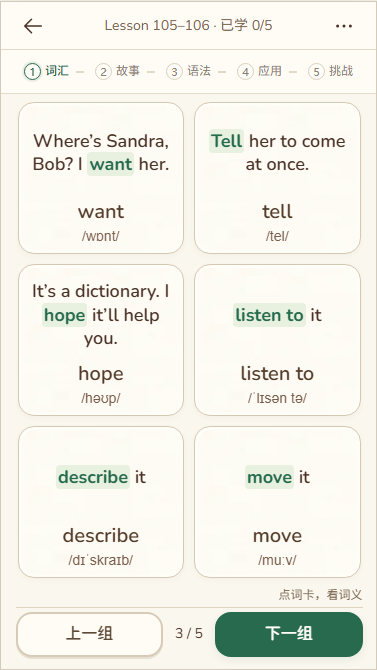 Lesson 105–106 · 已学 0/5
1 词汇 – 2 故事 – 3 语法 – 4 应用 – 5 挑战
Where's Sandra,
Bob? I want her.
want
/wɒnt/
Tell her to come
at once.
tell
/tel/
It's a dictionary. I
hope it'll help
you.
hope
/həʊp/
listen to it
listen to
/ˈlɪsən tə/
describe it
describe
/dɪˈskraɪb/
move it
move
/muːv/
点词卡，看词义
上一组
3 / 5
下一组